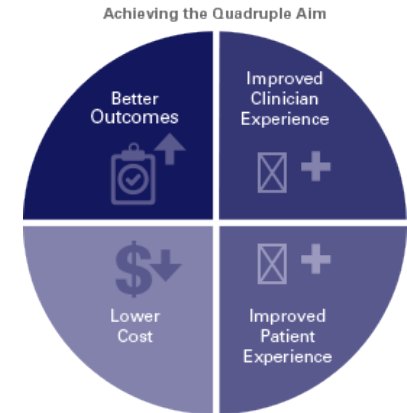 Achieving the Quadruple Aim
Better
Outcomes
Improved
Clinician
Experience
$
Lower
Cost
Improved
Patient
Experience